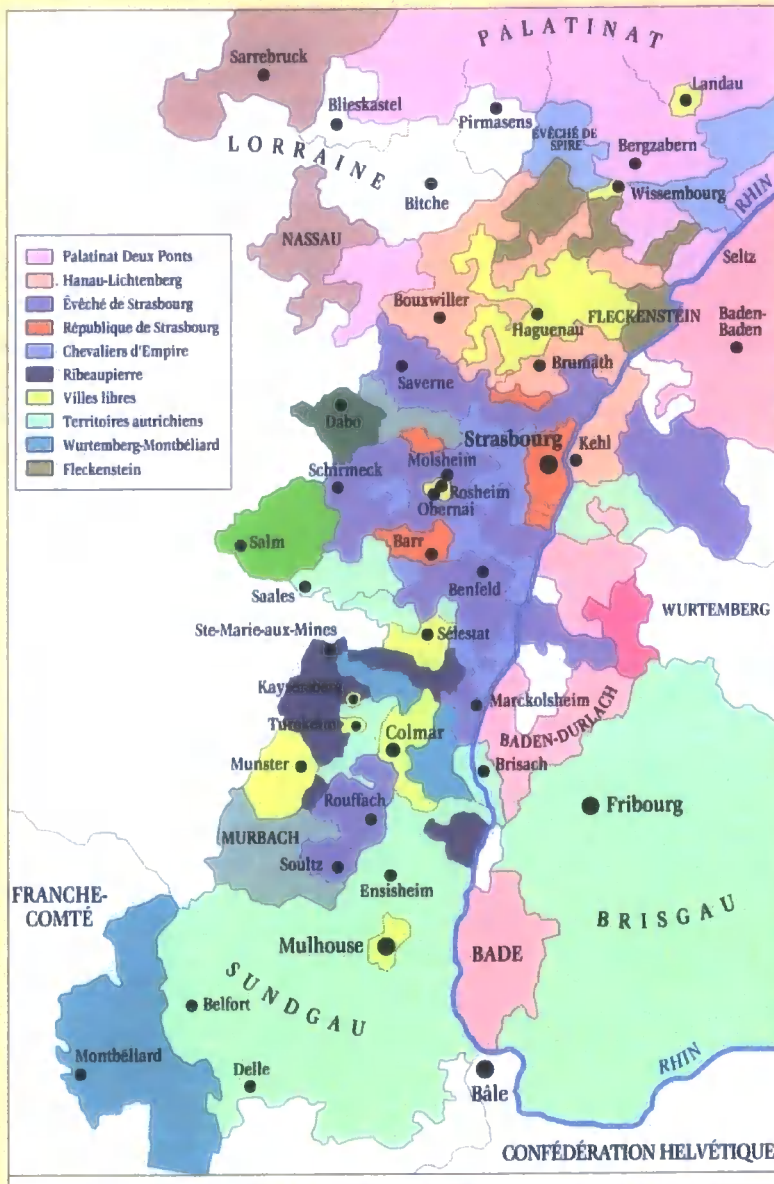 PALATINAT
Sarrebruck
Landau
Blieskastel
Pirmasens
ÉVÊCHÉ DE
SPIRE
LORRAINE
Bergzabern
Wissembourg
RHIN
Bitche
NASSAU
Seltz
Palatinat Deux Ponts
Hanau-Lichtenberg
Évêché de Strasbourg
République de Strasbourg
Chevaliers d'Empire
Ribeaupierre
Villes libres
Territoires autrichiens
Wurtemberg-Montbéliard
Fleckenstein
Bouxwiller
Haguenau
FLECKENSTEIN
Baden-
Baden
Saverne
Brumath
Dabo
Strasbourg
Kehl
Molsheim
Schirmeck
Rosheim
Obernai
Salm
Barr
Saales
Benfeld
WURTEMBERG
Ste-Marie-aux-Mines
Sélestat
Kaysersberg
Marckolsheim
Turnkeim
Colmar
BADEN-DURLACH
Munster
Brisach
Rouffach
Fribourg
MURBACH
Soultz
Ensisheim
FRANCHE-
COMTÉ
BRISGAU
Mulhouse
BADE
SUNDGAU
Belfort
Montbéliard
Delle
RHIN
Bâle
CONFÉDÉRATION HELVÉTIQUE